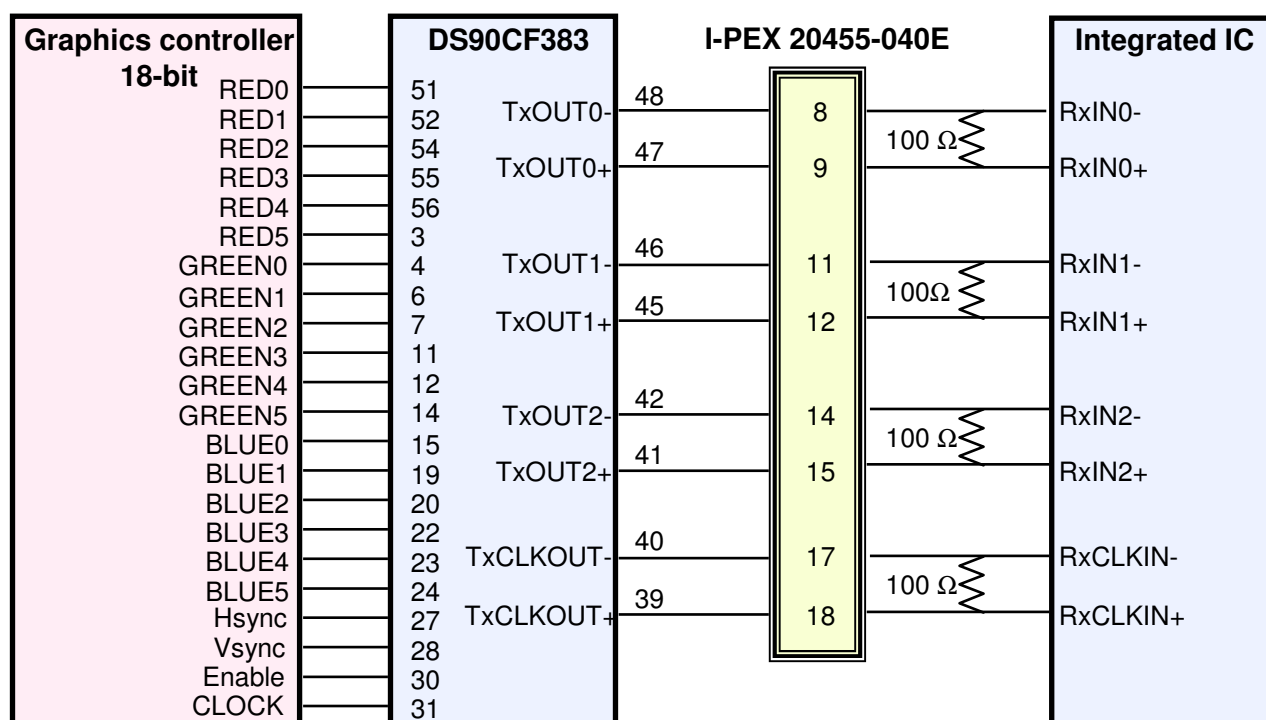 Graphics controller
18-bit
DS90CF383
I-PEX 20455-040E
Integrated IC
RED0 51
RED1 52
RED2 54
RED3 55
RED4 56
RED5 3
GREEN0 4
GREEN1 6
GREEN2 7
GREEN3 11
GREEN4 12
GREEN5 14
BLUE0 15
BLUE1 19
BLUE2 20
BLUE3 22
BLUE4 23
BLUE5 24
Hsync 27
Vsync 28
Enable 30
CLOCK 31
TxOUT0- 48 8 RxIN0-
100 Ω
TxOUT0+ 47 9 RxIN0+
TxOUT1- 46 11 RxIN1-
100Ω
TxOUT1+ 45 12 RxIN1+
TxOUT2- 42 14 RxIN2-
100 Ω
TxOUT2+ 41 15 RxIN2+
TxCLKOUT- 40 17 RxCLKIN-
100 Ω
TxCLKOUT+ 39 18 RxCLKIN+